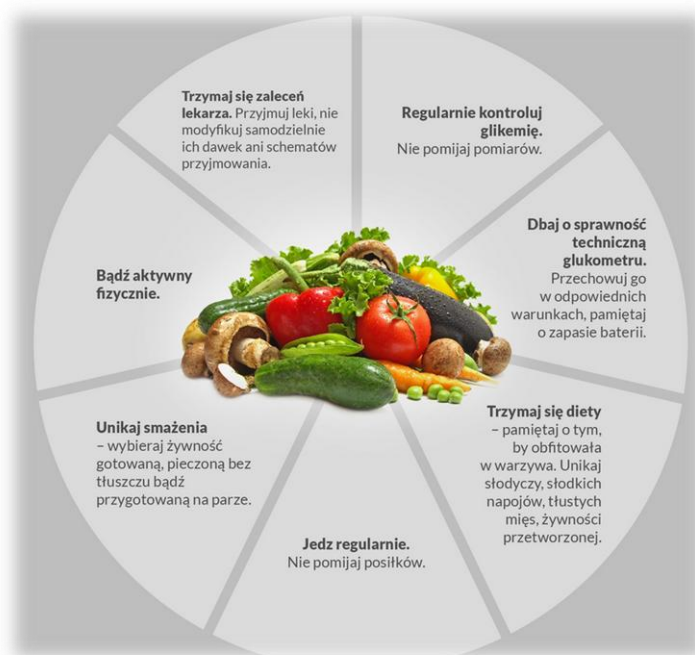 Trzymaj się zaleceń
lekarza. Przyjmuj leki, nie
modyfikuj samodzielnie
ich dawek ani schematów
przyjmowania.
Regularnie kontroluj
glikemię.
Nie pomijaj pomiarów.
Dbaj o sprawność
techniczną
glukometru.
Przechowuj go
w odpowiednich
warunkach, pamiętaj
o zapasie baterii.
Trzymaj się diety
– pamiętaj o tym,
by obfitowała
w warzywa. Unikaj
słodyczy, słodkich
napojów, tłustych
mięs, żywności
przetworzonej.
Jedz regularnie.
Nie pomijaj posiłków.
Unikaj smażenia
– wybieraj żywność
gotowaną, pieczoną bez
tłuszczu bądź
przygotowaną na parze.
Bądź aktywny
fizycznie.